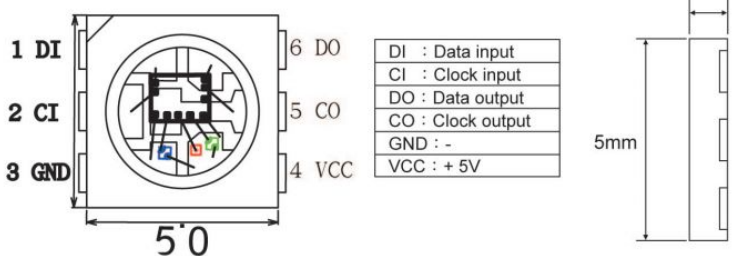 1 DI
2 CI
3 GND
6 DO
5 CO
4 VCC
5.0
DI : Data input
CI : Clock input
DO : Data output
CO : Clock output
GND : -
VCC : + 5V
5mm